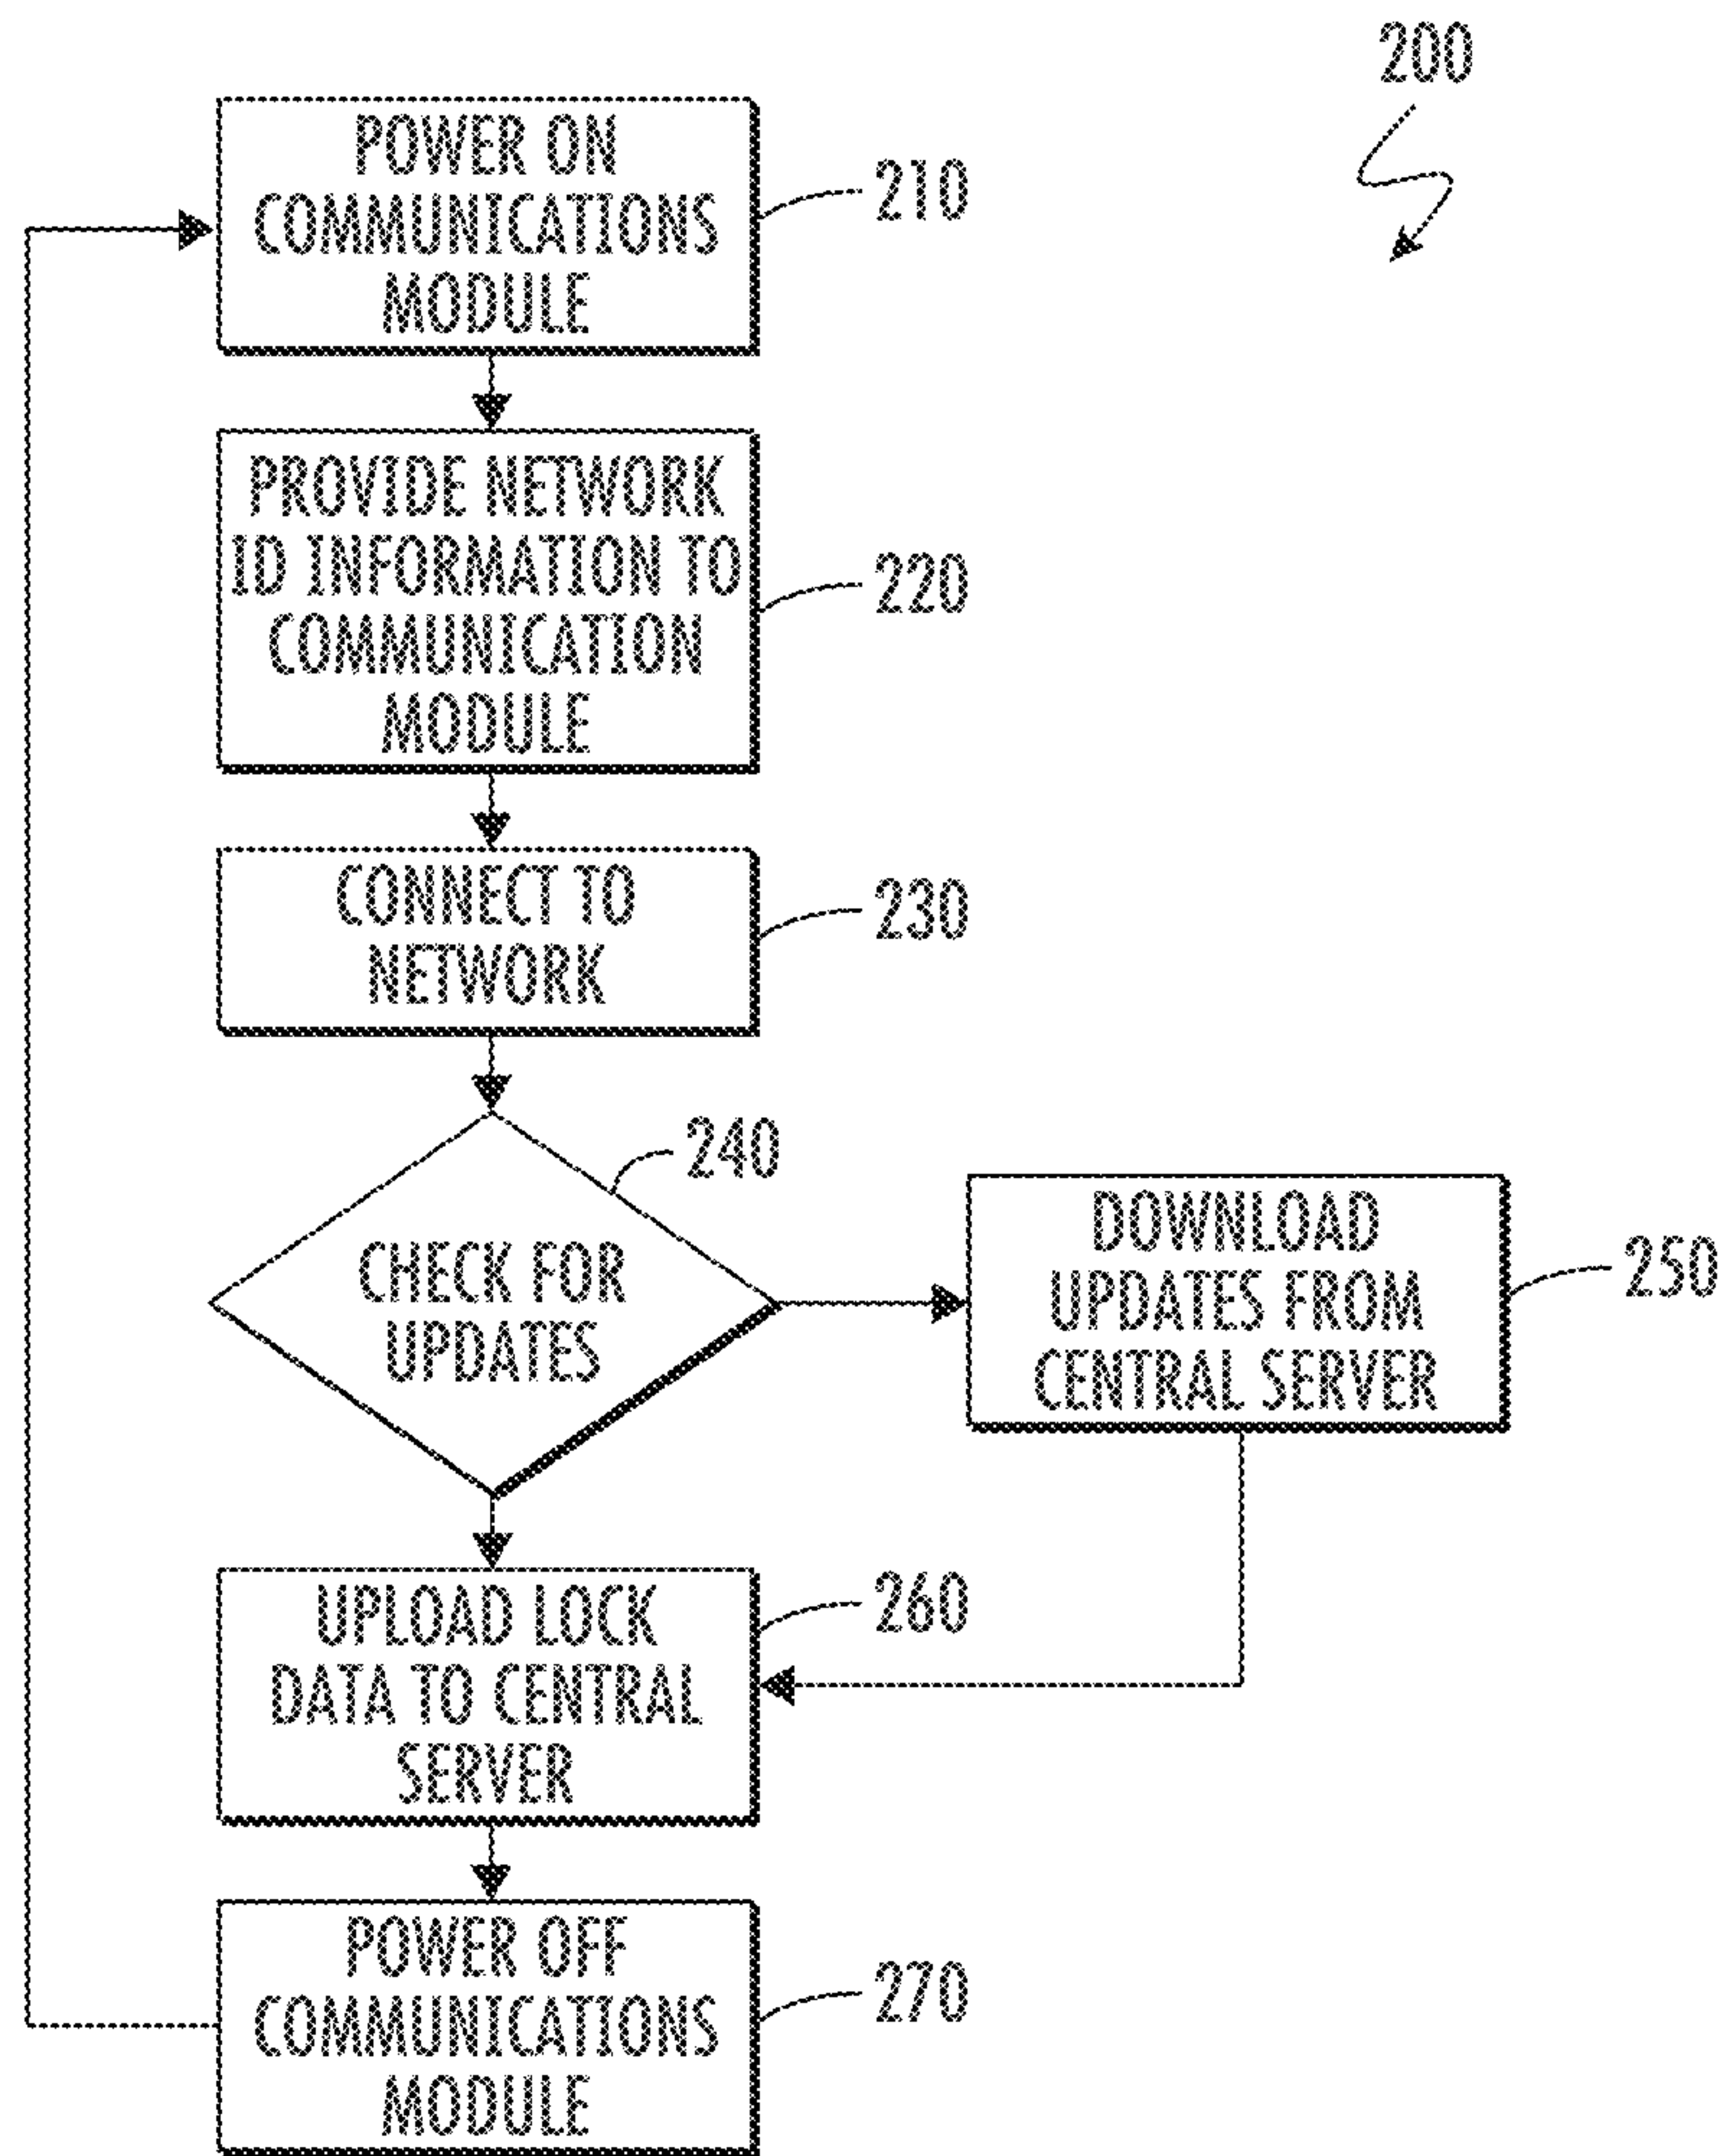 200
POWER ON
COMMUNICATIONS
MODULE
210
PROVIDE NETWORK
ID INFORMATION TO
COMMUNICATION
MODULE
220
CONNECT TO
NETWORK
230
240
CHECK FOR
UPDATES
DOWNLOAD
UPDATES FROM
CENTRAL SERVER
250
UPLOAD LOCK
DATA TO CENTRAL
SERVER
260
POWER OFF
COMMUNICATIONS
MODULE
270